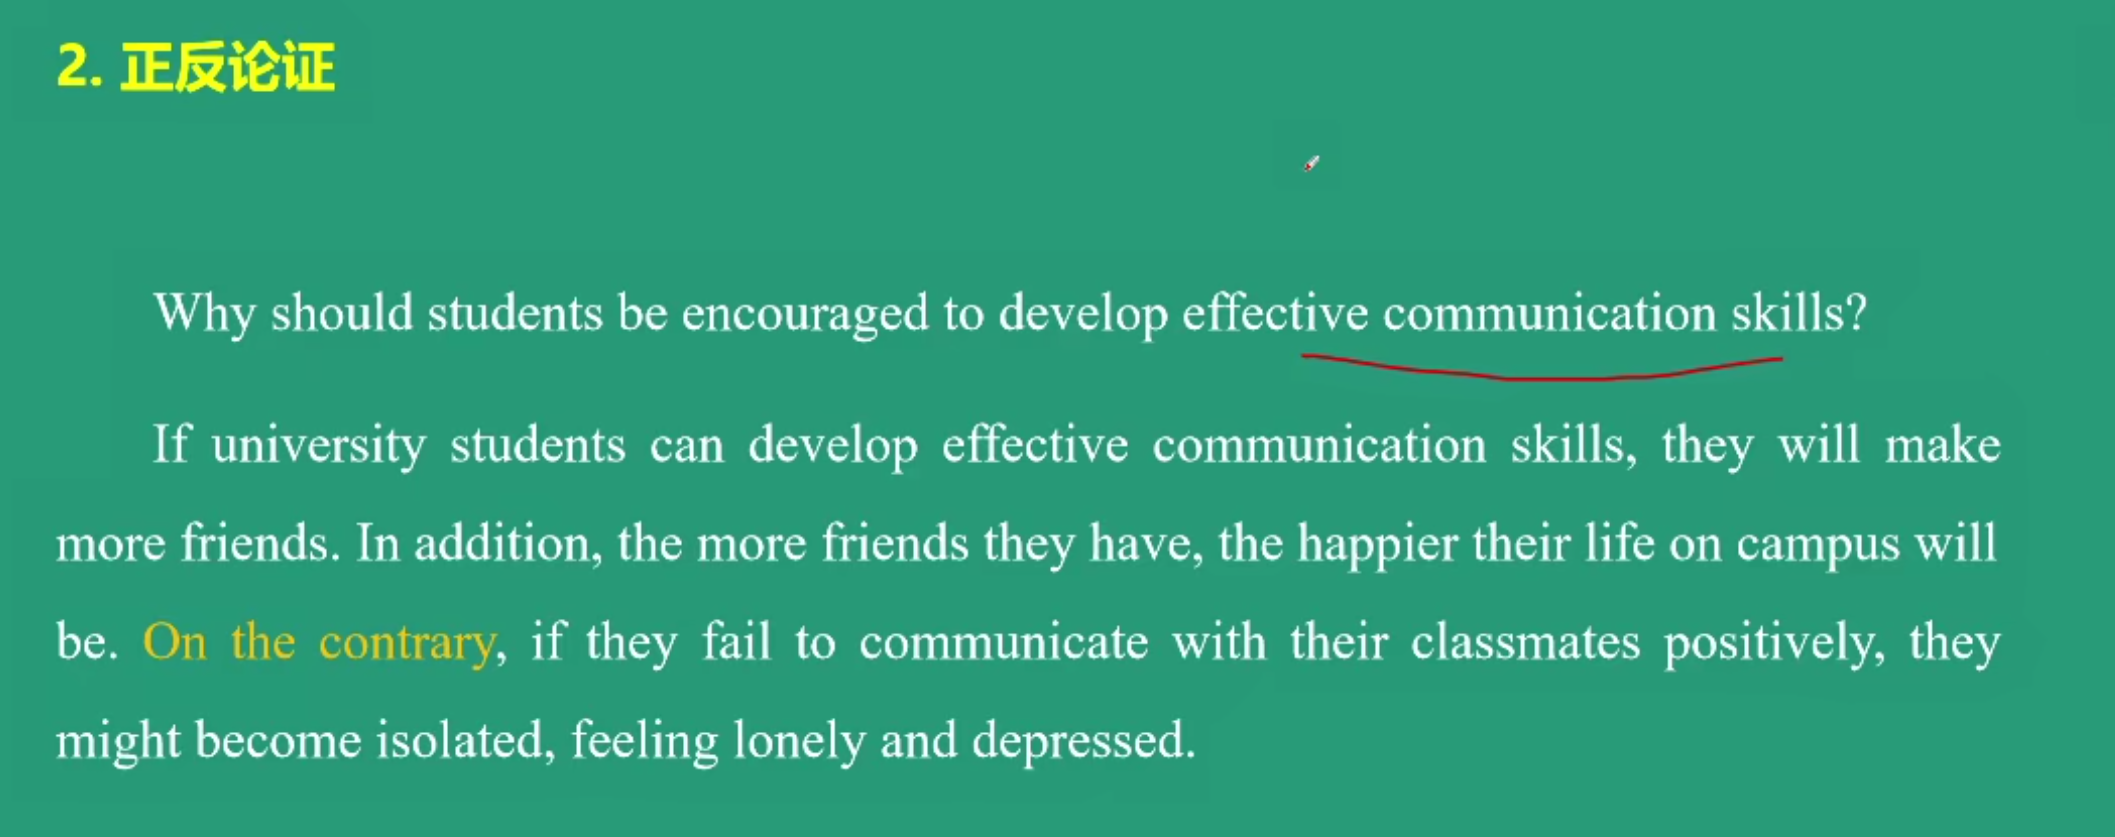 2. 正反论证
Why should students be encouraged to develop effective communication skills?
If university students can develop effective communication skills, they will make
more friends. In addition, the more friends they have, the happier their life on campus will
be. On the contrary, if they fail to communicate with their classmates positively, they
might become isolated, feeling lonely and depressed.